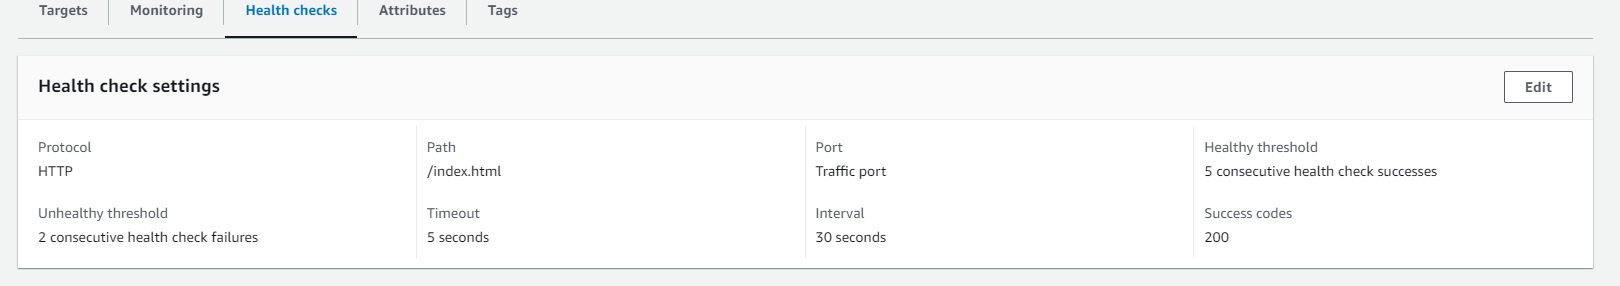 Targets
Monitoring
Health checks
Attributes
Tags
Health check settings
Edit
Protocol
HTTP
Path
/index.html
Port
Traffic port
Healthy threshold
5 consecutive health check successes
Unhealthy threshold
2 consecutive health check failures
Timeout
5 seconds
Interval
30 seconds
Success codes
200